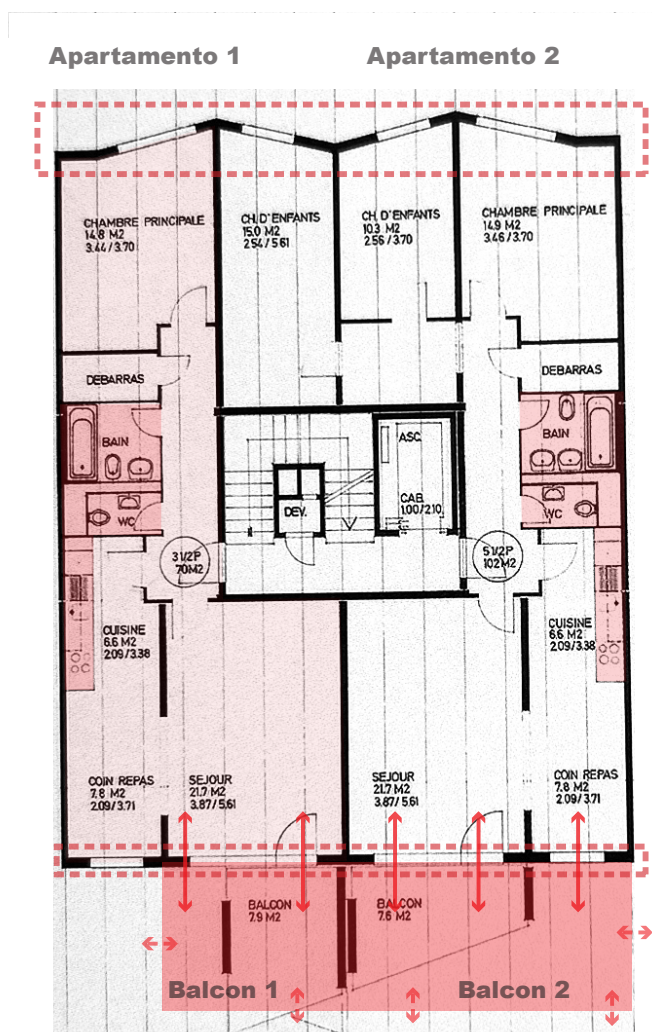 Apartamento 1
Apartamento 2
CHAMBRE PRINCIPALE
14.8 M2
3.44/3.70
CH. D'ENFANTS
15.0 M2
2.54/5.61
CH. D'ENFANTS
10.3 M2
2.56/3.70
CHAMBRE PRINCIPALE
14.9 M2
3.46/3.70
DEBARRAS
DEBARRAS
BAIN
ASC.
BAIN
WC
DEV.
CAB.
1.00/2.10
WC
3 1/2 P
70 M2
5 1/2 P
102 M2
CUISINE
6.6 M2
2.09/3.38
CUISINE
6.6 M2
2.09/3.38
COIN REPAS
7.8 M2
2.09/3.71
SEJOUR
21.7 M2
3.87/5.61
SEJOUR
21.7 M2
3.87/5.61
COIN REPAS
7.8 M2
2.09/3.71
BALCON
7.9 M2
BALCON
7.6 M2
Balcon 1
Balcon 2